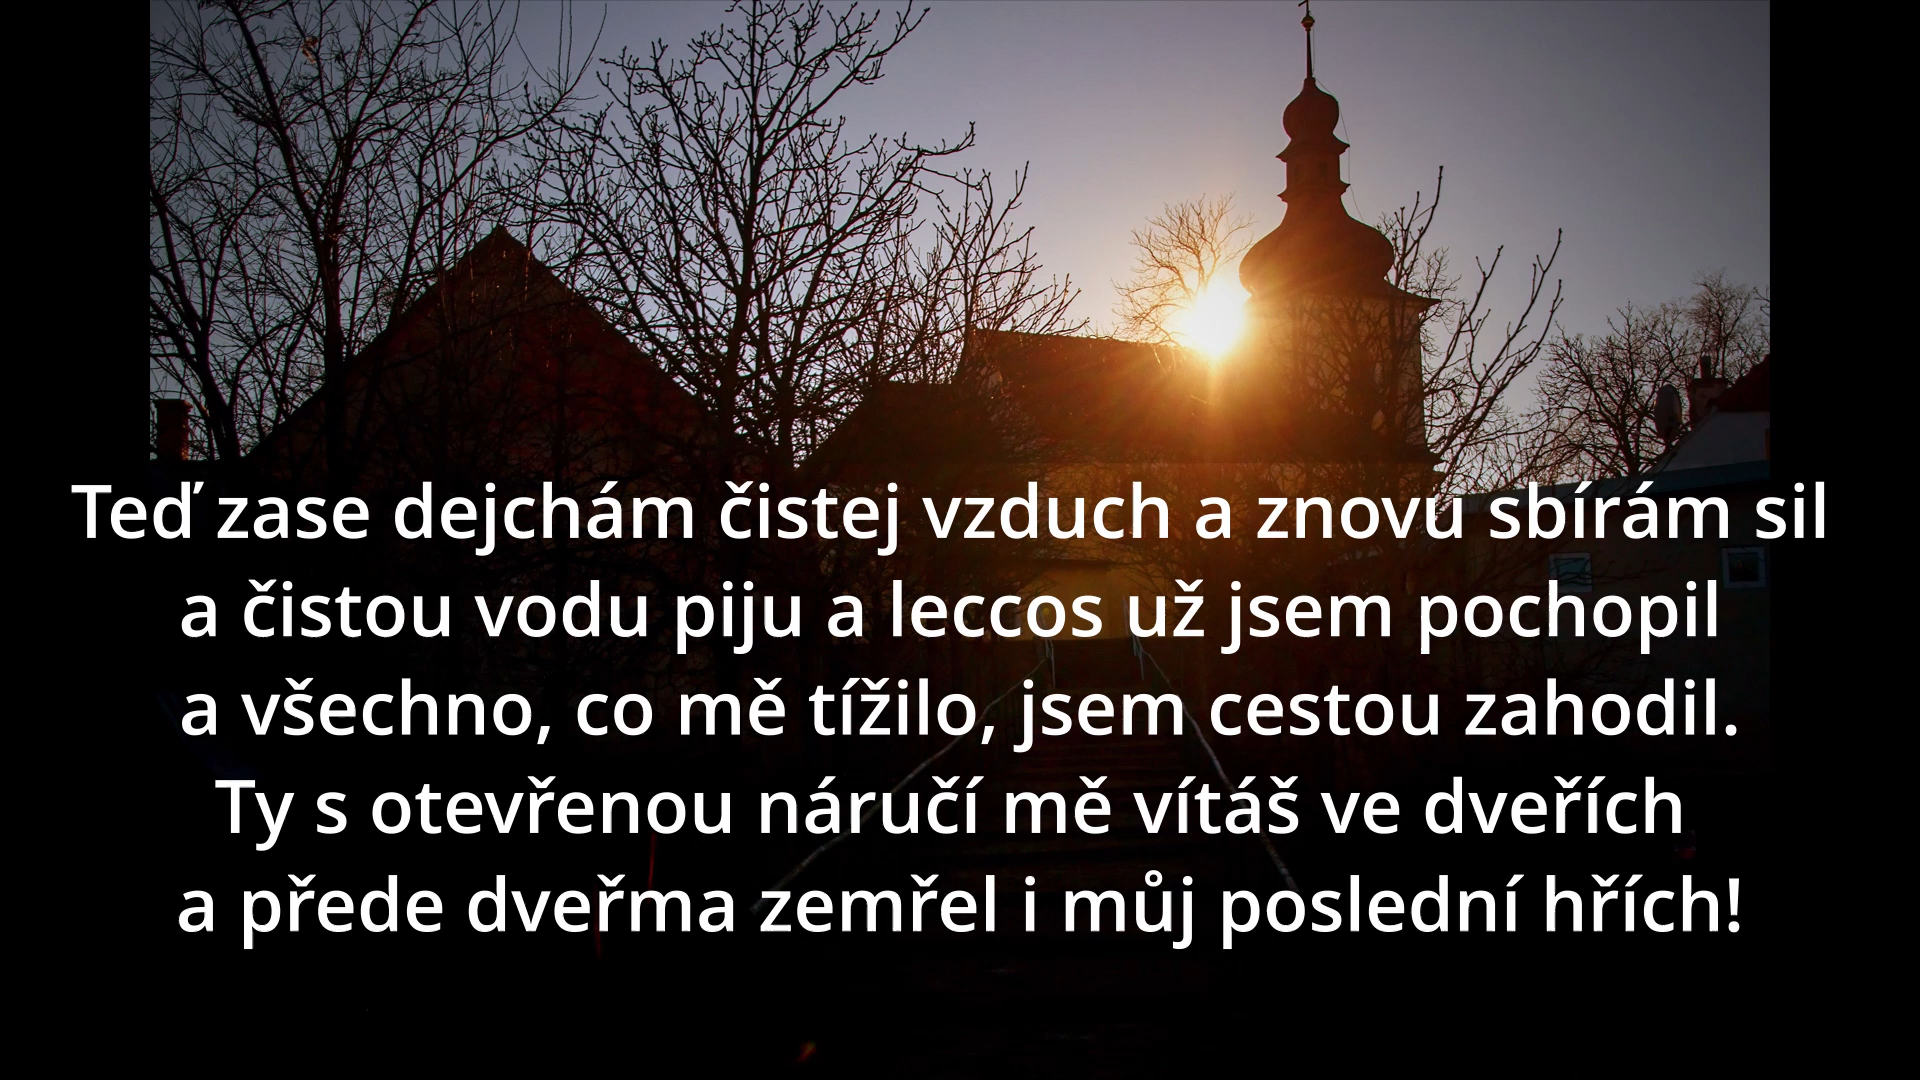 Teď zase dejchám čistej vzduch a znovu sbírám sil
a čistou vodu piju a leccos už jsem pochopil
a všechno, co mě tížilo, jsem cestou zahodil.
Ty s otevřenou náručí mě vítáš ve dveřích
a přede dveřma zemřel i můj poslední hřích!